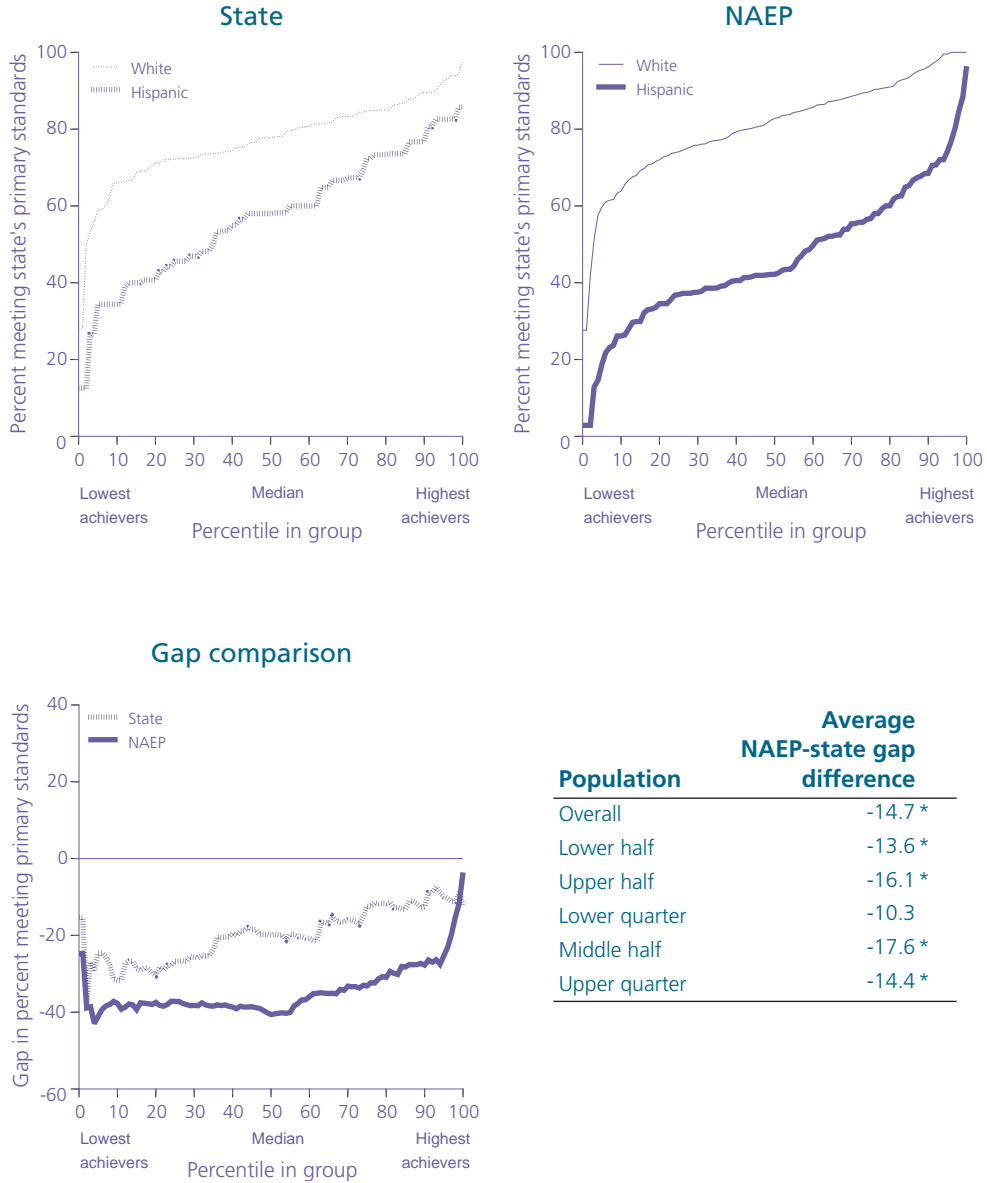 State
Percent meeting state's primary standards
100
80
60
40
20
0
White
Hispanic
0 10 20 30 40 50 60 70 80 90 100
Lowest achievers
Median
Highest achievers
Percentile in group
NAEP
Percent meeting state's primary standards
100
80
60
40
20
0
White
Hispanic
0 10 20 30 40 50 60 70 80 90 100
Lowest achievers
Median
Highest achievers
Percentile in group
Gap comparison
Gap in percent meeting primary standards
40
20
0
-20
-40
-60
State
NAEP
0 10 20 30 40 50 60 70 80 90 100
Lowest achievers
Median
Highest achievers
Percentile in group
Average
NAEP-state gap
Population difference
Overall -14.7 *
Lower half -13.6 *
Upper half -16.1 *
Lower quarter -10.3
Middle half -17.6 *
Upper quarter -14.4 *